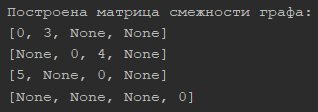 Построена матрица смежности графа:
[0, 3, None, None]
[None, 0, 4, None]
[5, None, 0, None]
[None, None, None, 0]